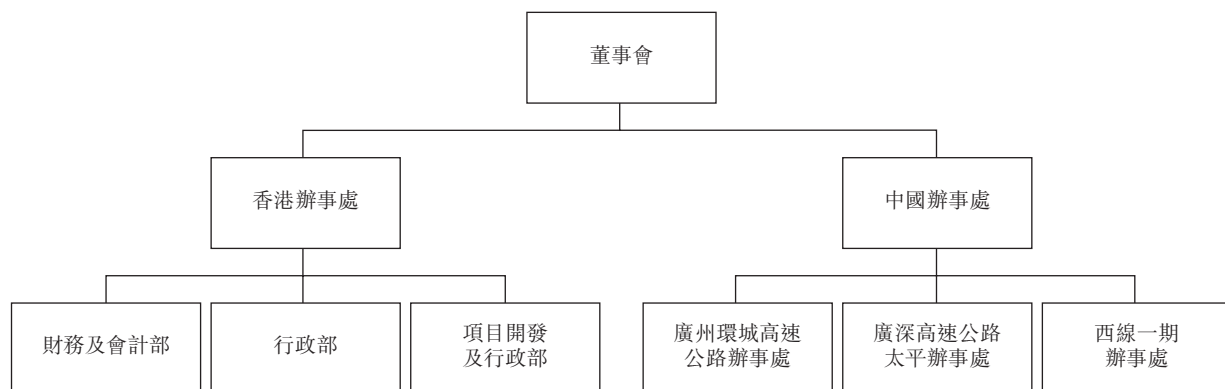 董事會
香港辦事處
中國辦事處
財務及會計部
行政部
項目開發
及行政部
廣州環城高速
公路辦事處
廣深高速公路
太平辦事處
西線一期
辦事處